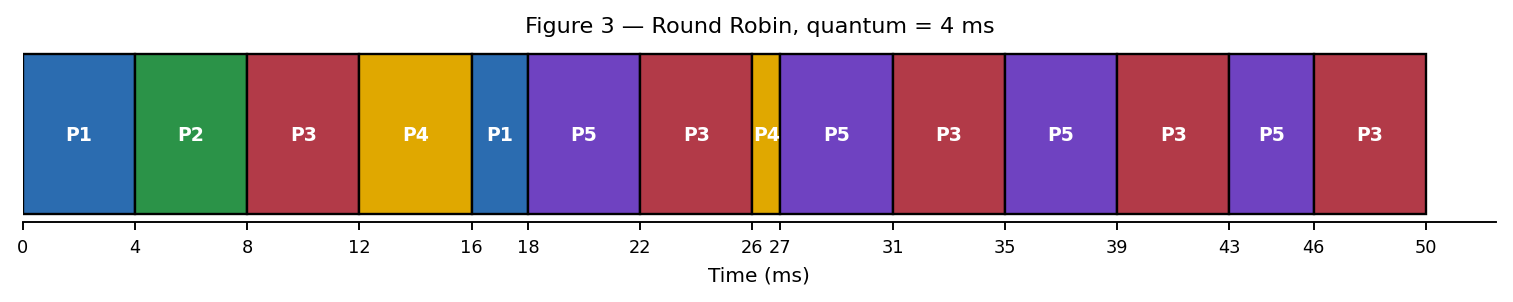 Figure 3 — Round Robin, quantum = 4 ms
P1 P2 P3 P4 P1 P5 P3 P4 P5 P3 P5 P3 P5 P3
0 4 8 12 16 18 22 26 27 31 35 39 43 46 50
Time (ms)